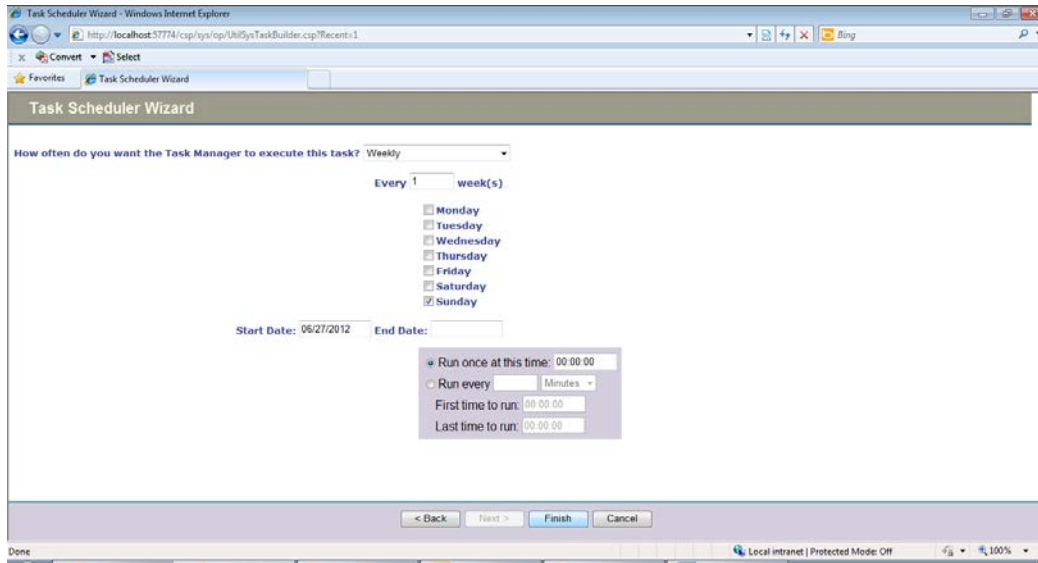 Task Scheduler Wizard - Windows Internet Explorer
http://localhost:57774/csp/sys/op/UtilSysTaskBuilder.csp?Recent=1
Bing
x Convert Select
Favorites Task Scheduler Wizard
Task Scheduler Wizard
How often do you want the Task Manager to execute this task? Weekly
Every 1 week(s)
Monday
Tuesday
Wednesday
Thursday
Friday
Saturday
Sunday
Start Date: 06/27/2012 End Date:
Run once at this time: 00:00:00
Run every Minutes
First time to run: 00:00:00
Last time to run: 00:00:00
< Back Next > Finish Cancel
Done Local intranet | Protected Mode: Off 100%